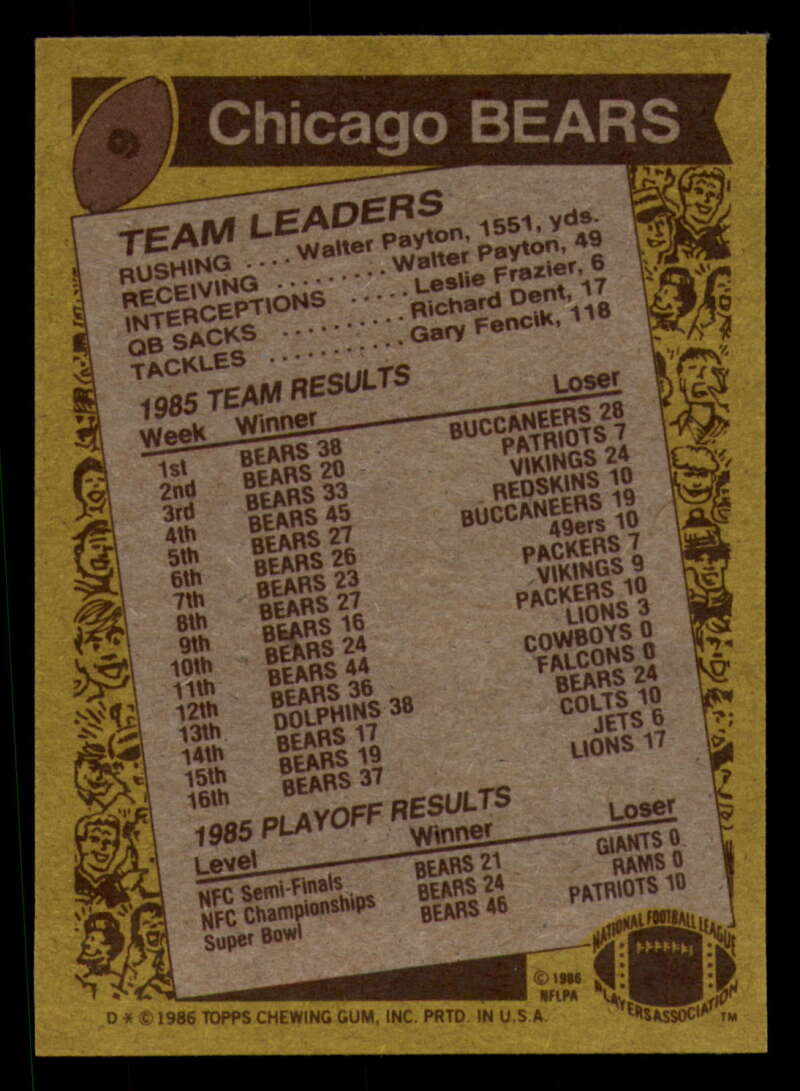 9
Chicago BEARS
TEAM LEADERS
RUSHING .... Walter Payton, 1551, yds.
RECEIVING ......... Walter Payton, 49
INTERCEPTIONS ..... Leslie Frazier, 6
QB SACKS .......... Richard Dent, 17
TACKLES ........... Gary Fencik, 118
1985 TEAM RESULTS
Week Winner Loser
1st BEARS 38 BUCCANEERS 28
2nd BEARS 20 PATRIOTS 7
3rd BEARS 33 VIKINGS 24
4th BEARS 45 REDSKINS 10
5th BEARS 27 BUCCANEERS 19
6th BEARS 26 49ers 10
7th BEARS 23 PACKERS 7
8th BEARS 27 VIKINGS 9
9th BEARS 16 PACKERS 10
10th BEARS 24 LIONS 3
11th BEARS 44 COWBOYS 0
12th BEARS 36 FALCONS 0
13th DOLPHINS 38 BEARS 24
14th BEARS 17 COLTS 10
15th BEARS 19 JETS 6
16th BEARS 37 LIONS 17
1985 PLAYOFF RESULTS
Level Winner Loser
NFC Semi-Finals BEARS 21 GIANTS 0
NFC Championships BEARS 24 RAMS 0
Super Bowl BEARS 46 PATRIOTS 10
NATIONAL FOOTBALL LEAGUE
PLAYERS ASSOCIATION
TM
© 1986
NFLPA
D * © 1986 TOPPS CHEWING GUM, INC. PRTD. IN U.S.A.